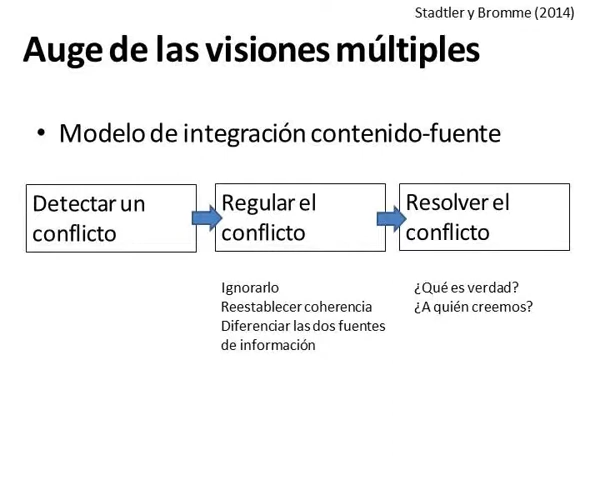 Stadtler y Bromme (2014)
Auge de las visiones múltiples
• Modelo de integración contenido-fuente
Detectar un
conflicto
Regular el
conflicto
Resolver el
conflicto
Ignorarlo
Reestablecer coherencia
Diferenciar las dos fuentes
de información
¿Qué es verdad?
¿A quién creemos?